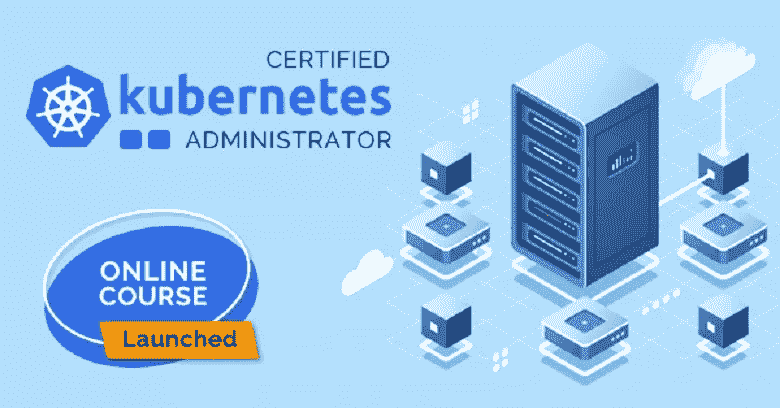 CERTIFIED
kubernetes
ADMINISTRATOR
ONLINE
COURSE
Launched